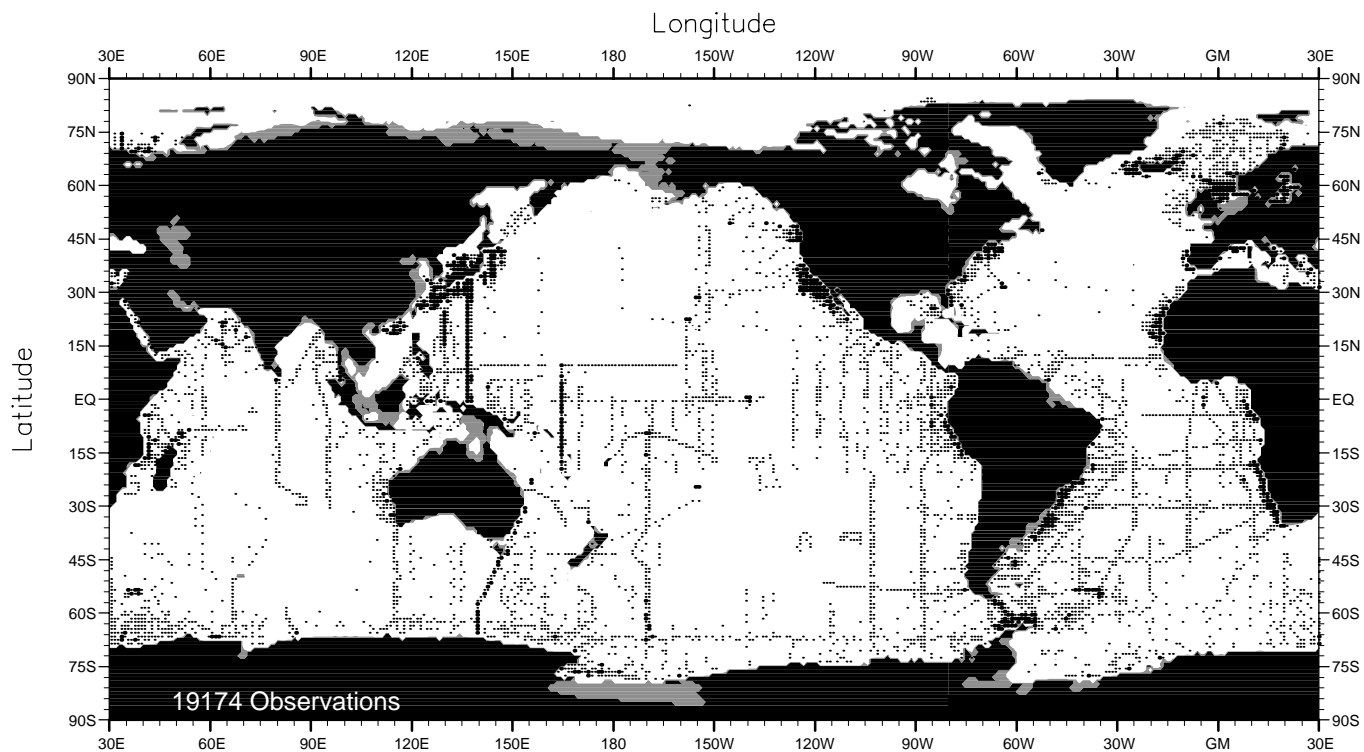 Longitude
30E 60E 90E 120E 150E 180 150W 120W 90W 60W 30W GM 30E
90N 90N
75N 75N
60N 60N
45N 45N
30N 30N
15N 15N
Latitude
EQ EQ
15S 15S
30S 30S
45S 45S
60S 60S
75S 75S
19174 Observations
90S 90S
30E 60E 90E 120E 150E 180 150W 120W 90W 60W 30W GM 30E